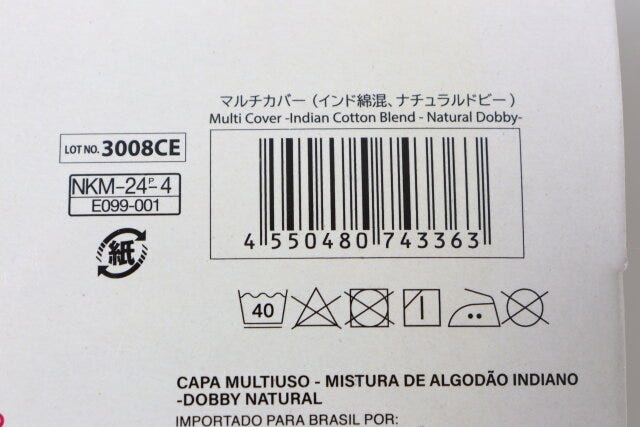 マルチカバー（インド綿混、ナチュラルドビー）
Multi Cover -Indian Cotton Blend - Natural Dobby-
LOT NO. 3008CE
NKM-24P-4
E099-001
紙
4 550480 743363
40
CAPA MULTIUSO - MISTURA DE ALGODÃO INDIANO
-DOBBY NATURAL
IMPORTADO PARA BRASIL POR: